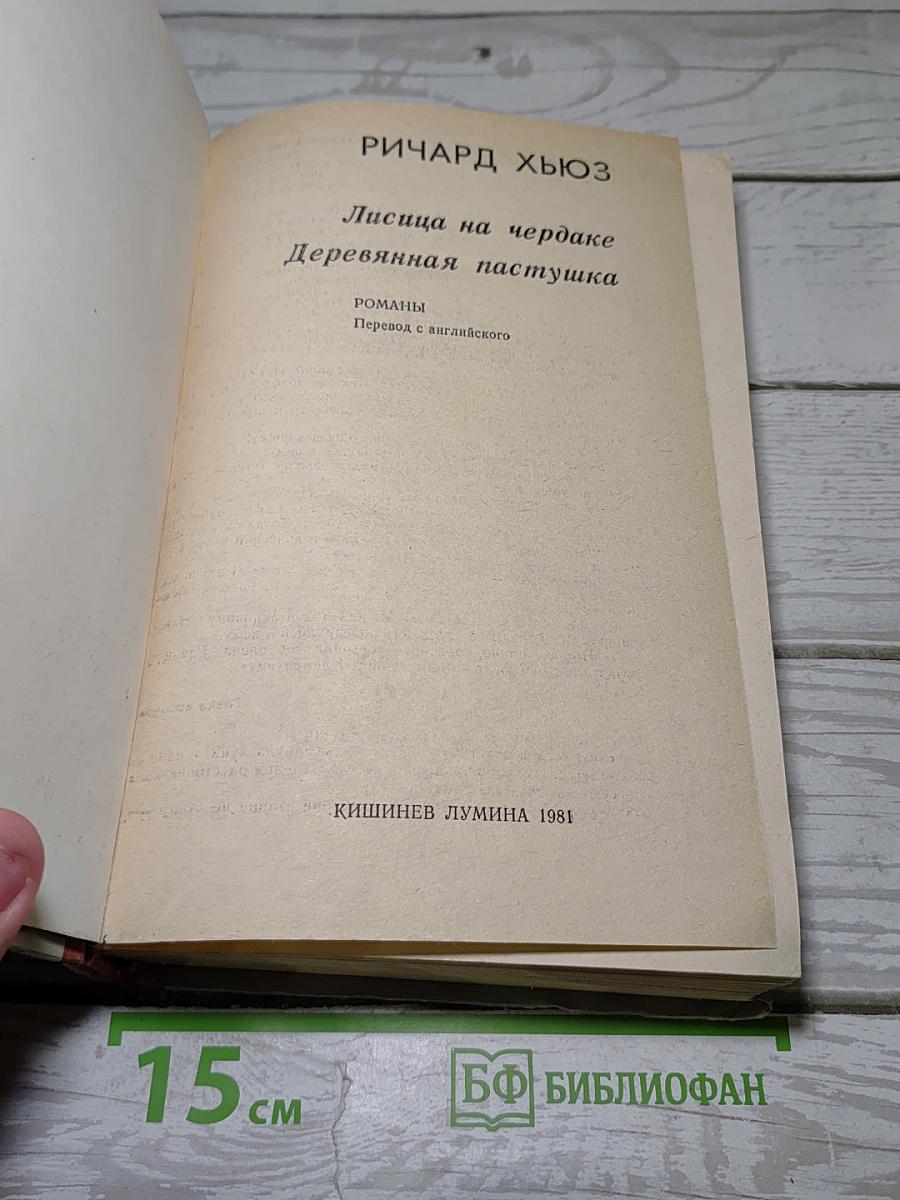 РИЧАРД ХЬЮЗ
Лисица на чердаке
Деревянная пастушка
РОМАНЫ
Перевод с английского
КИШИНЕВ ЛУМИНА 1981
15 см
БФ БИБЛИОФАН